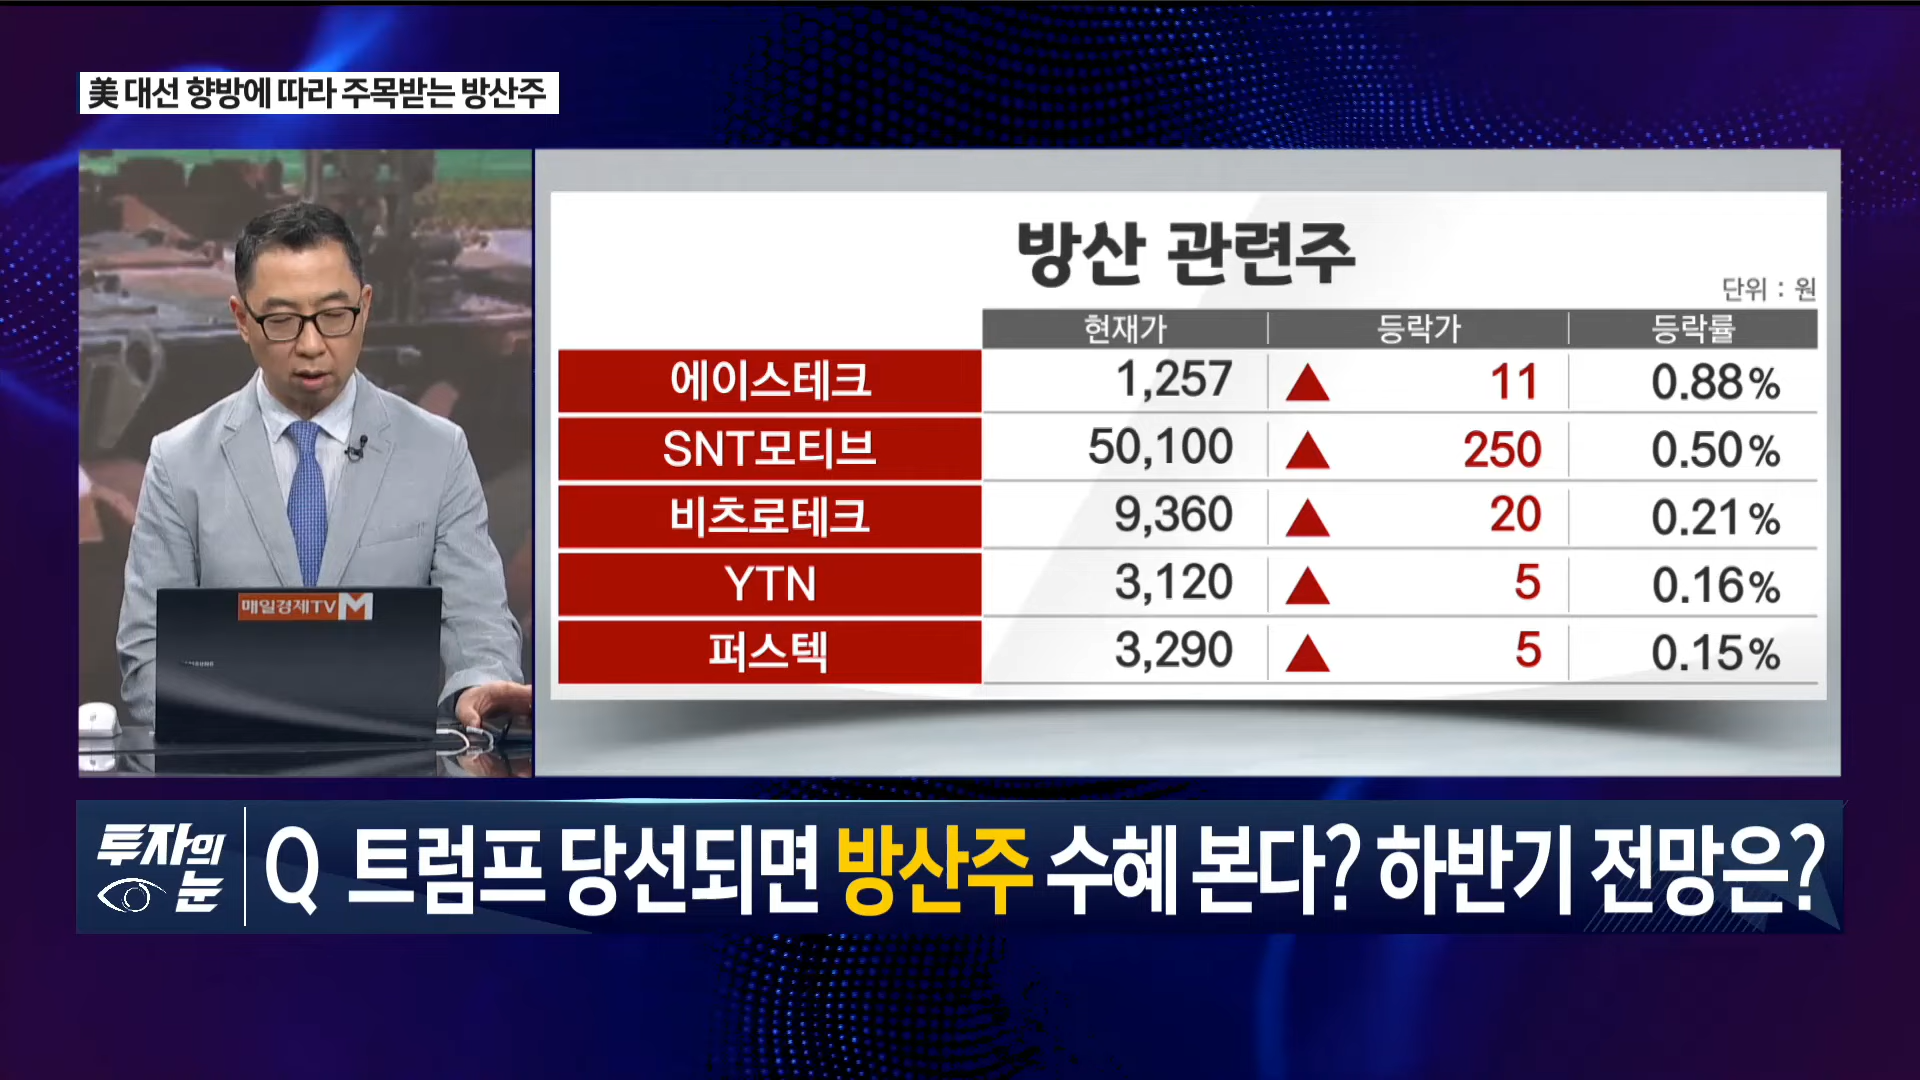 美 대선 향방에 따라 주목받는 방산주
방산 관련주
단위 : 원
현재가 등락가 등락률
에이스테크 1,257 ▲ 11 0.88%
SNT모티브 50,100 ▲ 250 0.50%
비츠로테크 9,360 ▲ 20 0.21%
YTN 3,120 ▲ 5 0.16%
퍼스텍 3,290 ▲ 5 0.15%
매일경제TV M
투자의
눈
Q 트럼프 당선되면 방산주 수혜 본다? 하반기 전망은?